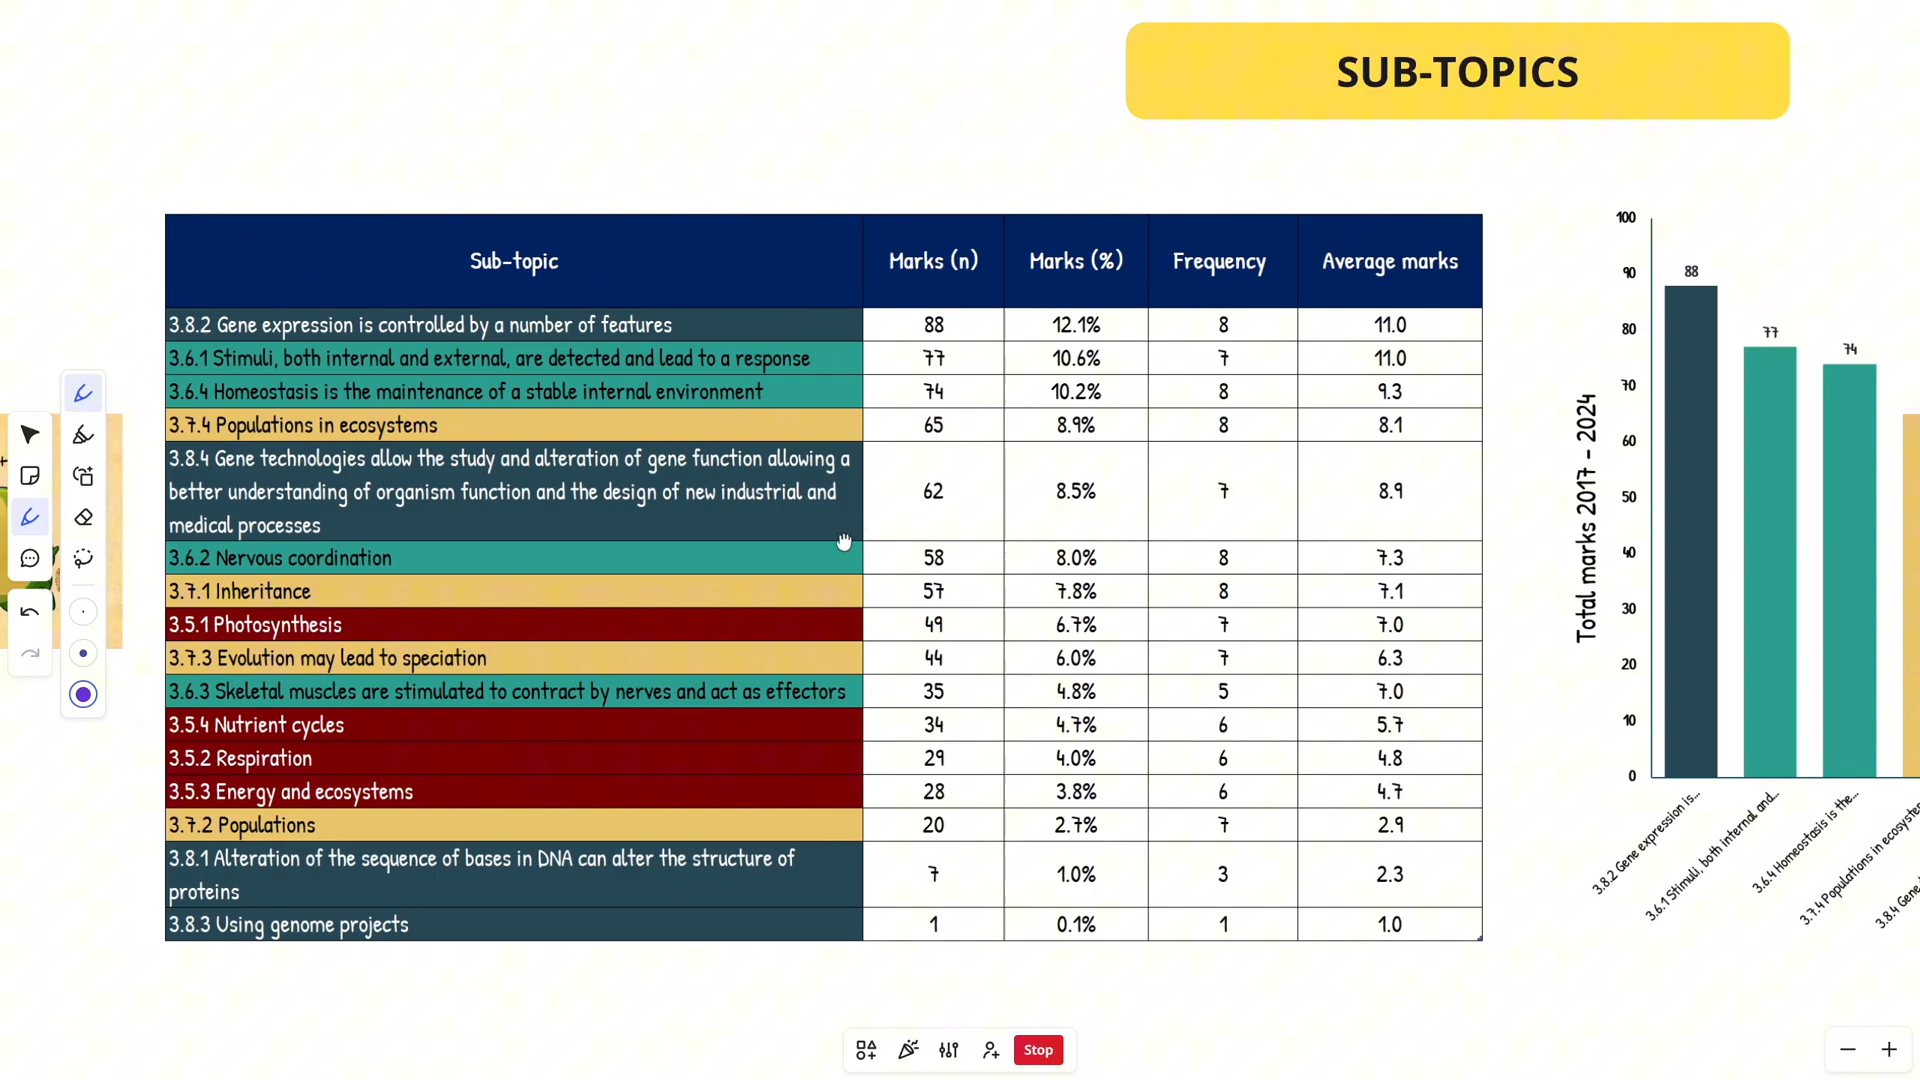 SUB-TOPICS
Sub-topic Marks (n) Marks (%) Frequency Average marks
3.8.2 Gene expression is controlled by a number of features 88 12.1% 8 11.0
3.6.1 Stimuli, both internal and external, are detected and lead to a response 77 10.6% 7 11.0
3.6.4 Homeostasis is the maintenance of a stable internal environment 74 10.2% 8 9.3
3.7.4 Populations in ecosystems 65 8.9% 8 8.1
3.8.4 Gene technologies allow the study and alteration of gene function allowing a
better understanding of organism function and the design of new industrial and 62 8.5% 7 8.9
medical processes
3.6.2 Nervous coordination 58 8.0% 8 7.3
3.7.1 Inheritance 57 7.8% 8 7.1
3.5.1 Photosynthesis 49 6.7% 7 7.0
3.7.3 Evolution may lead to speciation 44 6.0% 7 6.3
3.6.3 Skeletal muscles are stimulated to contract by nerves and act as effectors 35 4.8% 5 7.0
3.5.4 Nutrient cycles 34 4.7% 6 5.7
3.5.2 Respiration 29 4.0% 6 4.8
3.5.3 Energy and ecosystems 28 3.8% 6 4.7
3.7.2 Populations 20 2.7% 7 2.9
3.8.1 Alteration of the sequence of bases in DNA can alter the structure of
proteins 7 1.0% 3 2.3
3.8.3 Using genome projects 1 0.1% 1 1.0
Total marks 2017 - 2024
100
90
80
70
60
50
40
30
20
10
0
88
77
74
3.8.2 Gene expression is...
3.6.1 Stimuli, both internal and...
3.6.4 Homeostasis is the...
3.7.4 Populations in ecosystems
3.8.4 Gene
Stop